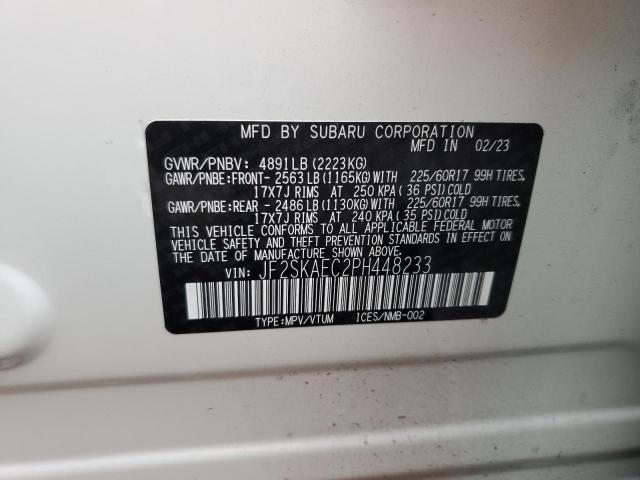 MFD BY SUBARU CORPORATION
MFD IN 02/23
GVWR/PNBV: 4891LB (2223KG)
GAWR/PNBE:FRONT- 2563LB(1165KG)WITH 225/60R17 99H TIRES,
17X7J RIMS AT 250 KPA ( 36 PSI)COLD
GAWR/PNBE:REAR - 2486LB(1130KG)WITH 225/60R17 99H TIRES,
17X7J RIMS AT 240 KPA ( 35 PSI)COLD
THIS VEHICLE CONFORMS TO ALL APPLICABLE FEDERAL MOTOR
VEHICLE SAFETY AND THEFT PREVENTION STANDARDS IN EFFECT ON
THE DATE OF MANUFACTURE SHOWN ABOVE.
VIN: JF2SKAEC2PH448233
TYPE:MPV/VTUM ICES/NMB-002